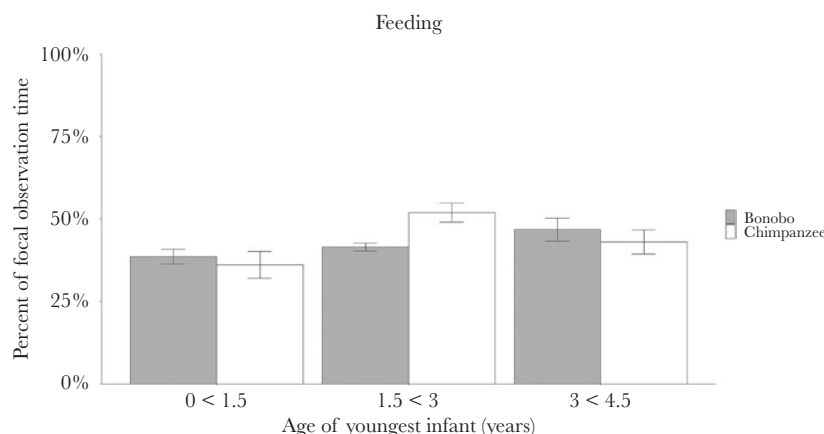 Feeding
100%
75%
50%
25%
0%
Percent of focal observation time
0 < 1.5
1.5 < 3
3 < 4.5
Age of youngest infant (years)
Bonobo
Chimpanzee